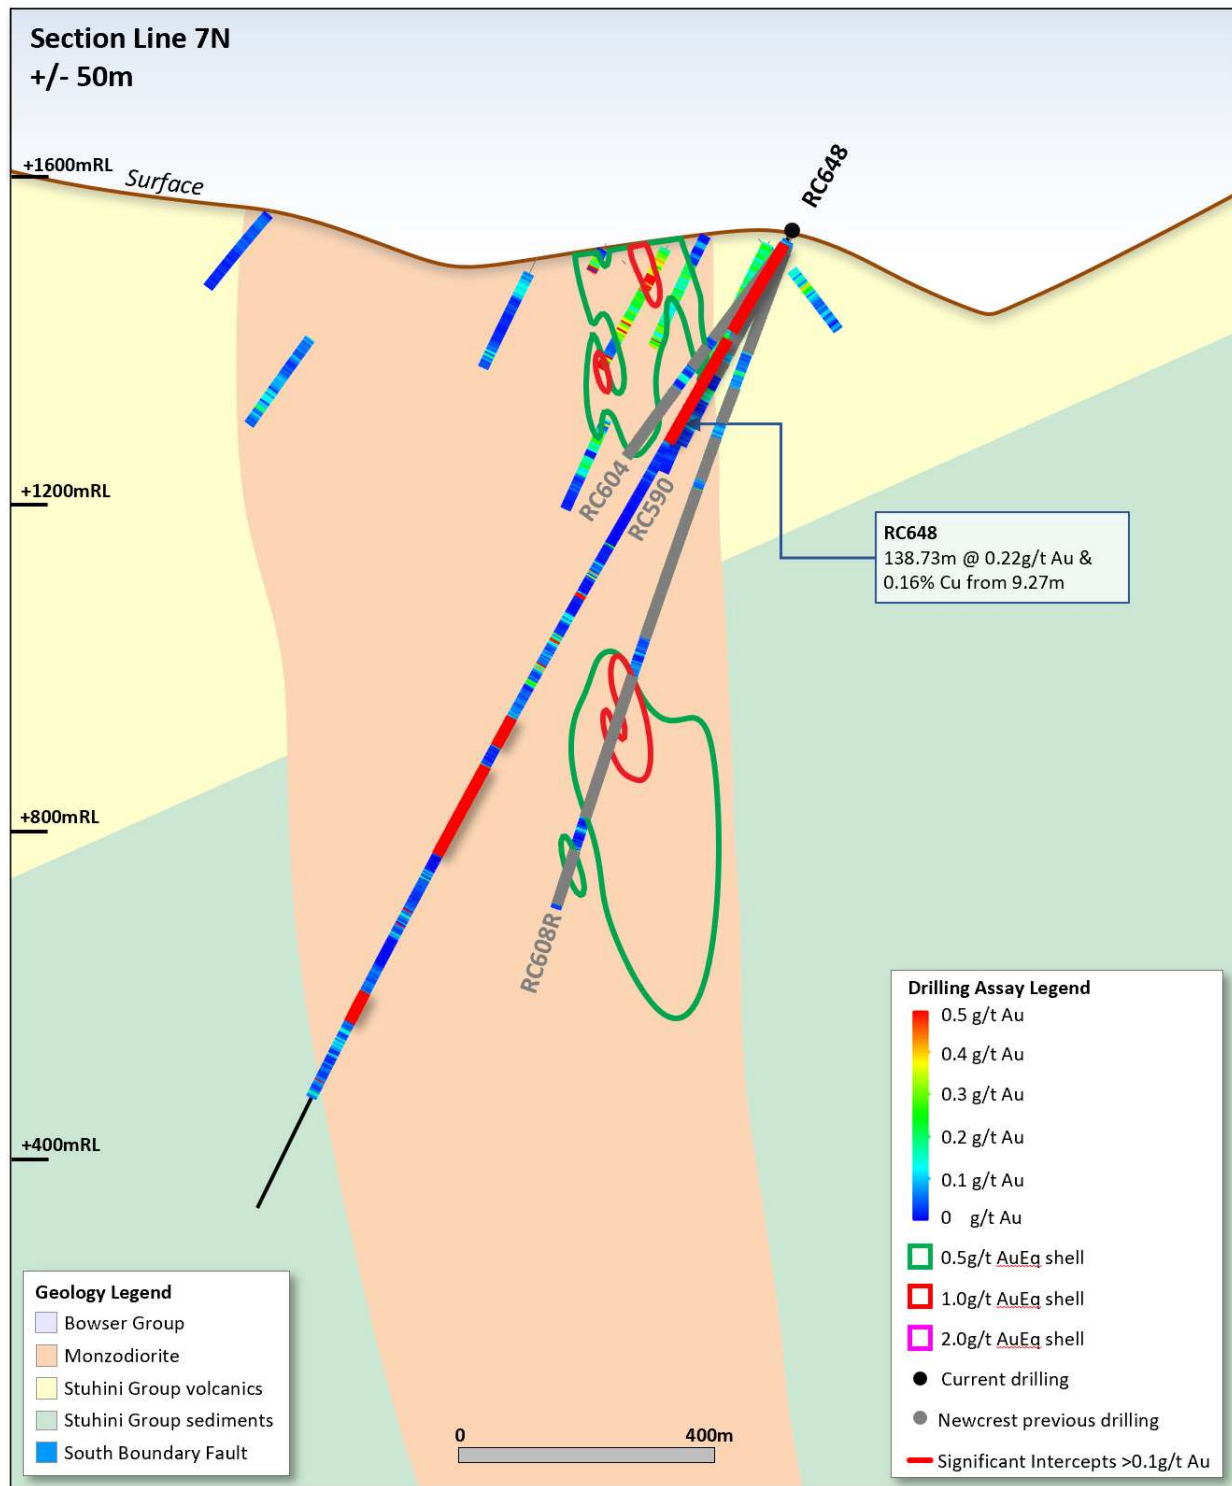 Section Line 7N
+/- 50m
RC648
+1600mRL
Surface
+1200mRL
RC604
RC590
RC648
138.73m @ 0.22g/t Au &
0.16% Cu from 9.27m
+800mRL
RC608R
+400mRL
Drilling Assay Legend
0.5 g/t Au
0.4 g/t Au
0.3 g/t Au
0.2 g/t Au
0.1 g/t Au
0 g/t Au
0.5g/t AuEq shell
1.0g/t AuEq shell
2.0g/t AuEq shell
Current drilling
Newcrest previous drilling
Significant Intercepts >0.1g/t Au
Geology Legend
Bowser Group
Monzodiorite
Stuhini Group volcanics
Stuhini Group sediments
South Boundary Fault
0 400m